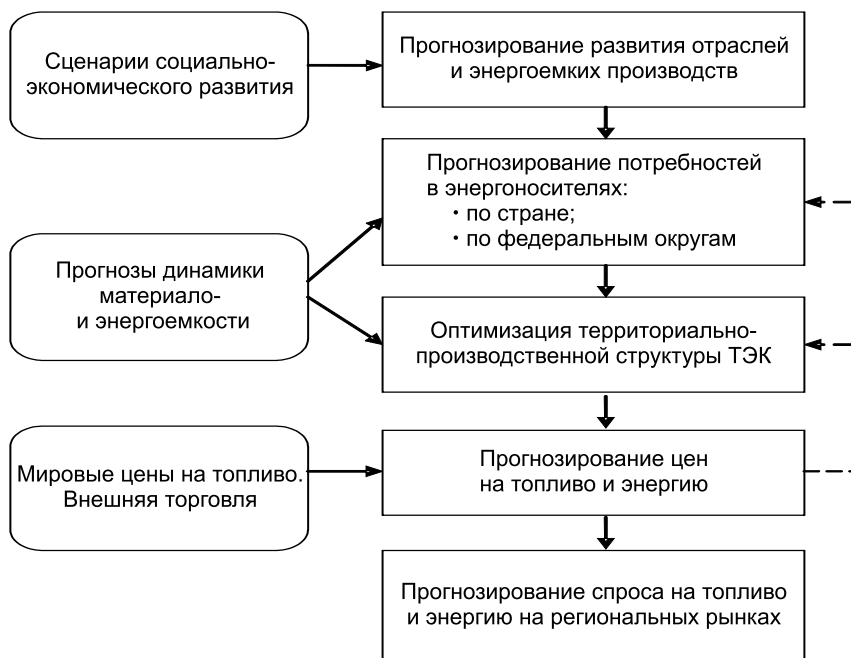 Сценарии социально-
экономического развития
Прогнозирование развития отраслей
и энергоемких производств
Прогнозирование потребностей
в энергоносителях:
· по стране;
· по федеральным округам
Прогнозы динамики
материало-
и энергоемкости
Оптимизация территориально-
производственной структуры ТЭК
Мировые цены на топливо.
Внешняя торговля
Прогнозирование цен
на топливо и энергию
Прогнозирование спроса на топливо
и энергию на региональных рынках